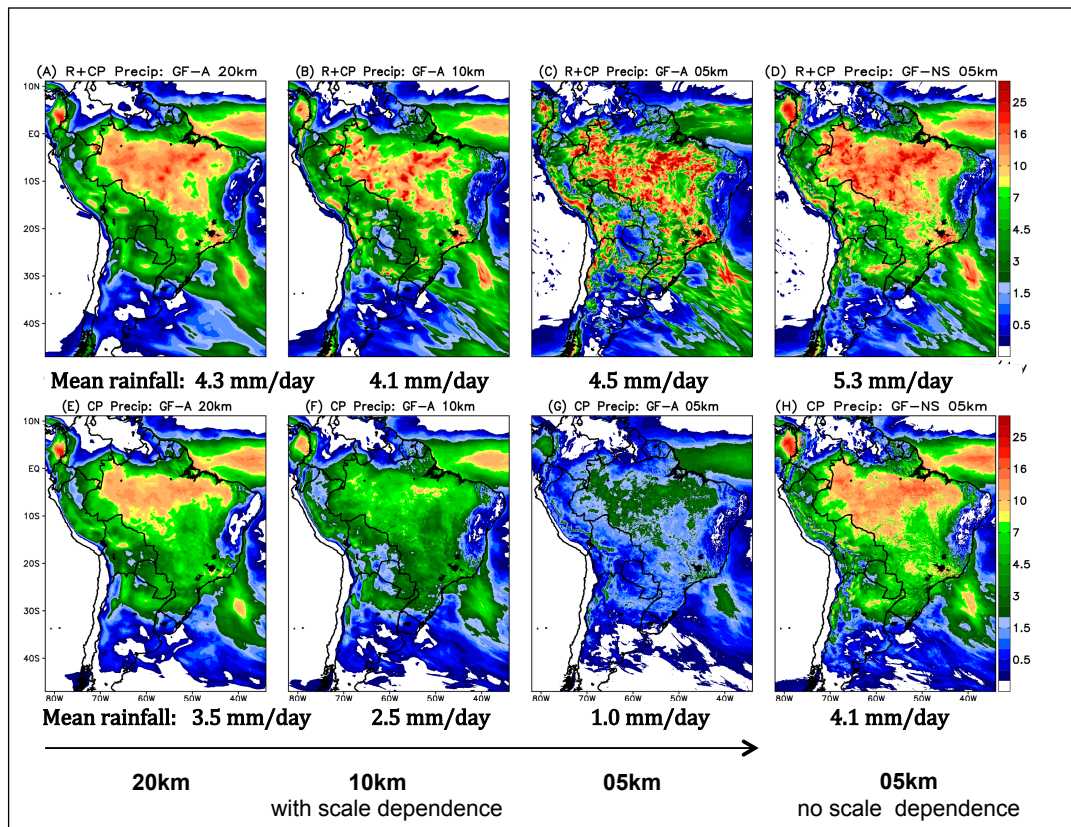 (A) R+CP Precip: GF-A 20km
(B) R+CP Precip: GF-A 10km
(C) R+CP Precip: GF-A 05km
(D) R+CP Precip: GF-NS 05km
10N
EQ
10S
20S
30S
40S
25
16
10
7
4.5
3
1.5
0.5
Mean rainfall: 4.3 mm/day 4.1 mm/day 4.5 mm/day 5.3 mm/day
(E) CP Precip: GF-A 20km
(F) CP Precip: GF-A 10km
(G) CP Precip: GF-A 05km
(H) CP Precip: GF-NS 05km
10N
EQ
10S
20S
30S
40S
25
16
10
7
4.5
3
1.5
0.5
80W 70W 60W 50W 40W
80W 70W 60W 50W 40W
80W 70W 60W 50W 40W
80W 70W 60W 50W 40W
Mean rainfall: 3.5 mm/day 2.5 mm/day 1.0 mm/day 4.1 mm/day
20km 10km 05km 05km
with scale dependence no scale dependence